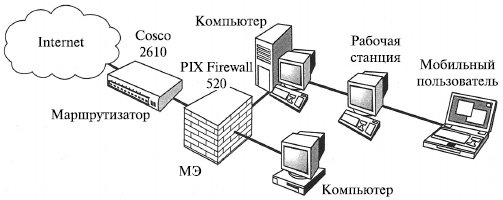 Internet
Cosco
2610
Маршрутизатор
PIX Firewall
520
МЭ
Компьютер
Рабочая
станция
Мобильный
пользователь
Компьютер